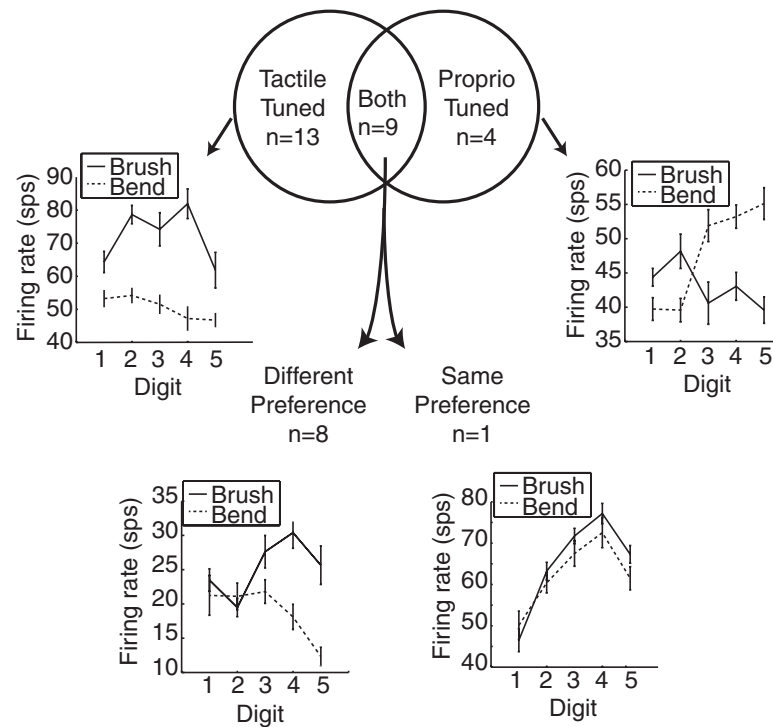 Tactile
Tuned
n=13
Both
n=9
Proprio
Tuned
n=4
Brush
Bend
Firing rate (sps)
90
80
70
60
50
40
1 2 3 4 5
Digit
Brush
Bend
Firing rate (sps)
60
55
50
45
40
35
1 2 3 4 5
Digit
Different
Preference
n=8
Same
Preference
n=1
Brush
Bend
Firing rate (sps)
35
30
25
20
15
10
1 2 3 4 5
Digit
Brush
Bend
Firing rate (sps)
80
70
60
50
40
1 2 3 4 5
Digit